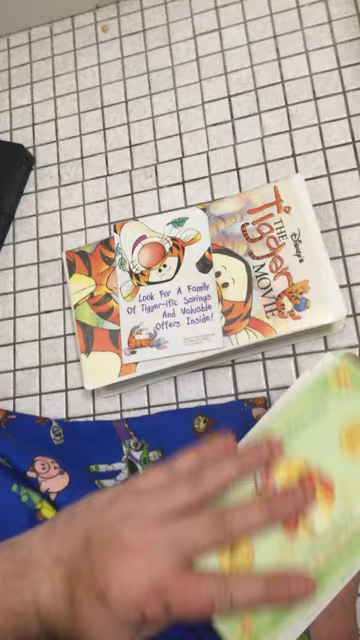 Disney's
THE
Tigger
MOVIE
Look For A Family
Of Tigger-ific Savings
And Valuable
Offers Inside!